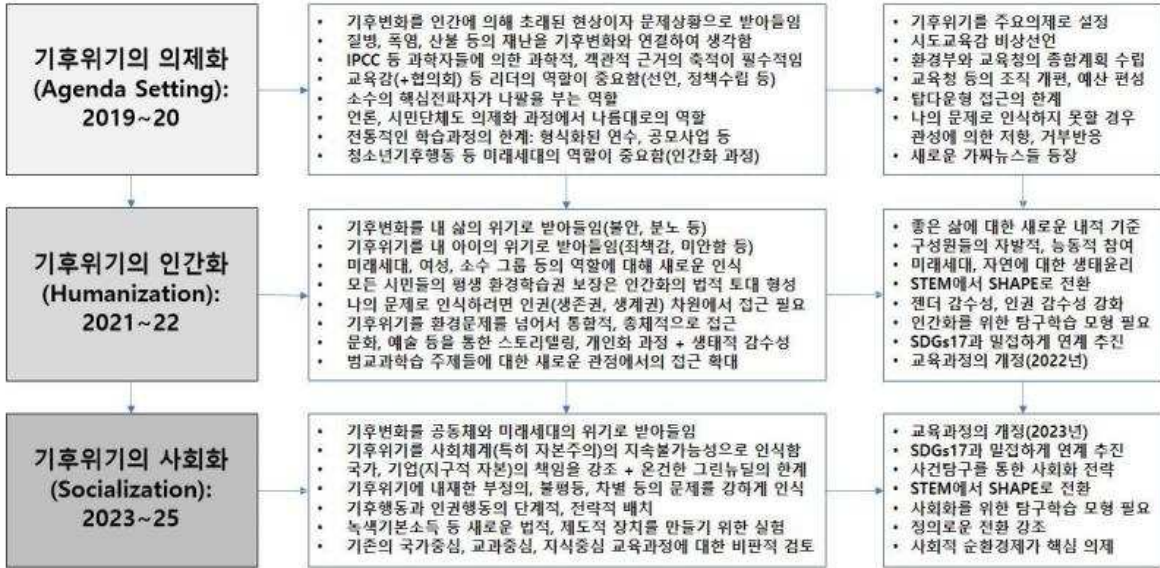 기후위기의 의제화
(Agenda Setting):
2019~20
• 기후변화를 인간에 의해 초래된 현상이자 문제상황으로 받아들임
• 질병, 폭염, 산불 등의 재난을 기후변화와 연결하여 생각함
• IPCC 등 과학자들에 의한 과학적, 객관적 근거의 축적이 필수적임
• 교육감(+협의회) 등 리더의 역할이 중요함(선언, 정책수립 등)
• 소수의 핵심전파자가 나팔을 부는 역할
• 언론, 시민단체도 의제화 과정에서 나름대로의 역할
• 전통적인 학습과정의 한계: 형식화된 연수, 공모사업 등
• 청소년기후행동 등 미래세대의 역할이 중요함(인간화 과정)
• 기후위기를 주요의제로 설정
• 시도교육감 비상선언
• 환경부와 교육청의 종합계획 수립
• 교육청 등의 조직 개편, 예산 편성
• 탑다운형 접근의 한계
• 나의 문제로 인식하지 못할 경우
관성에 의한 저항, 거부반응
• 새로운 가짜뉴스들 등장
기후위기의 인간화
(Humanization):
2021~22
• 기후변화를 내 삶의 위기로 받아들임(불안, 분노 등)
• 기후위기를 내 아이의 위기로 받아들임(죄책감, 미안함 등)
• 미래세대, 여성, 소수 그룹 등의 역할에 대해 새로운 인식
• 모든 시민들의 평생 환경학습권 보장은 인간화의 법적 토대 형성
• 나의 문제로 인식하려면 인권(생존권, 생계권) 차원에서 접근 필요
• 기후위기를 환경문제를 넘어서 통합적, 총체적으로 접근
• 문화, 예술 등을 통한 스토리텔링, 개인화 과정 + 생태적 감수성
• 범교과학습 주제들에 대한 새로운 관점에서의 접근 확대
• 좋은 삶에 대한 새로운 내적 기준
• 구성원들의 자발적, 능동적 참여
• 미래세대, 자연에 대한 생태윤리
• STEM에서 SHAPE로 전환
• 젠더 감수성, 인권 감수성 강화
• 인간화를 위한 탐구학습 모형 필요
• SDGs17과 밀접하게 연계 추진
• 교육과정의 개정(2022년)
기후위기의 사회화
(Socialization):
2023~25
• 기후변화를 공동체와 미래세대의 위기로 받아들임
• 기후위기를 사회체계(특히 자본주의)의 지속불가능성으로 인식함
• 국가, 기업(지구적 자본)의 책임을 강조 + 온건한 그린뉴딜의 한계
• 기후위기에 내재한 부정의, 불평등, 차별 등의 문제를 강하게 인식
• 기후행동과 인권행동의 단계적, 전략적 배치
• 녹색기본소득 등 새로운 법적, 제도적 장치를 만들기 위한 실험
• 기존의 국가중심, 교과중심, 지식중심 교육과정에 대한 비판적 검토
• 교육과정의 개정(2023년)
• SDGs17과 밀접하게 연계 추진
• 사건탐구를 통한 사회화 전략
• STEM에서 SHAPE로 전환
• 사회화를 위한 탐구학습 모형 필요
• 정의로운 전환 강조
• 사회적 순환경제가 핵심 의제